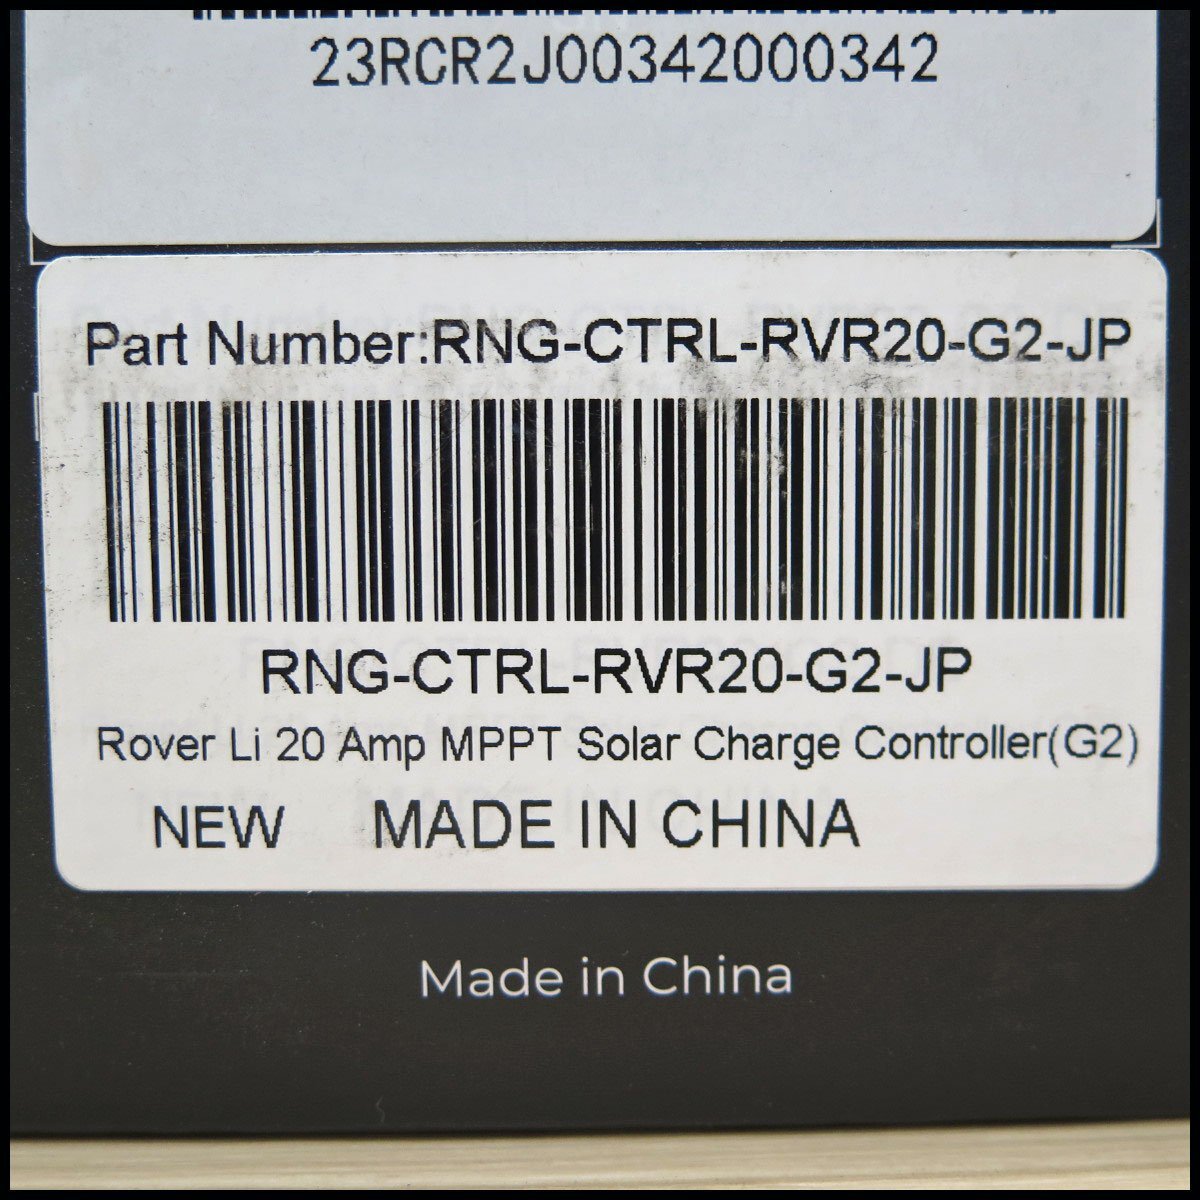 23RCR2J00342000342
Part Number:RNG-CTRL-RVR20-G2-JP
RNG-CTRL-RVR20-G2-JP
Rover Li 20 Amp MPPT Solar Charge Controller(G2)
NEW MADE IN CHINA
Made in China